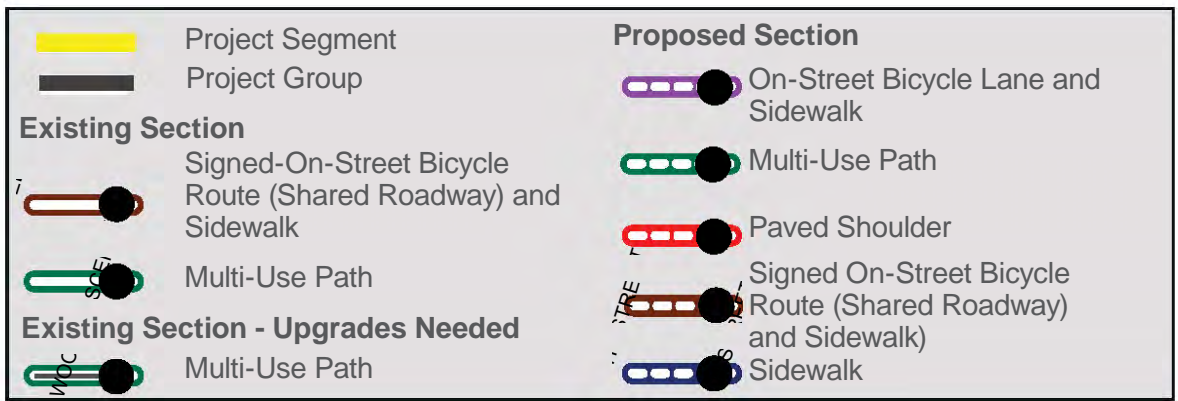 Project Segment
Project Group
Existing Section
Signed-On-Street Bicycle
Route (Shared Roadway) and
Sidewalk
Multi-Use Path
Existing Section - Upgrades Needed
Multi-Use Path
Proposed Section
On-Street Bicycle Lane and
Sidewalk
Multi-Use Path
Paved Shoulder
Signed On-Street Bicycle
Route (Shared Roadway)
and Sidewalk)
Sidewalk